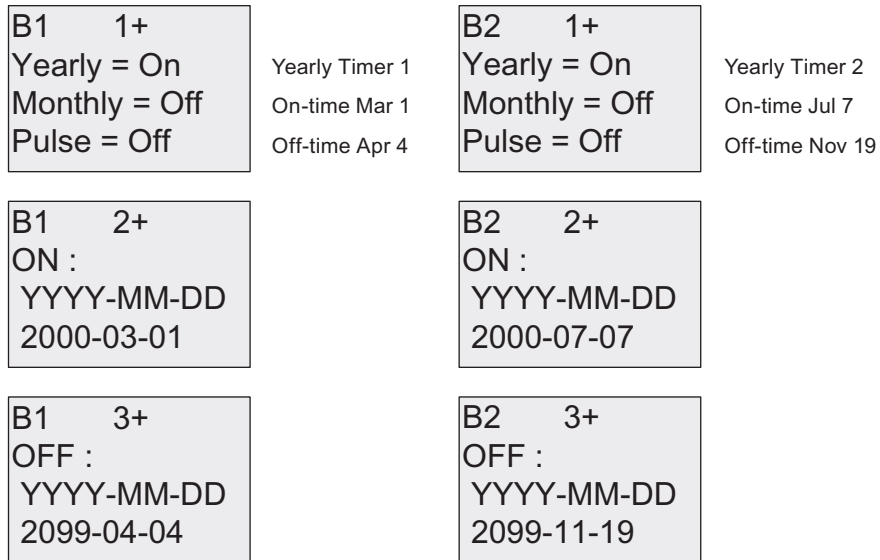 B1 1+
Yearly = On
Monthly = Off
Pulse = Off
Yearly Timer 1
On-time Mar 1
Off-time Apr 4
B2 1+
Yearly = On
Monthly = Off
Pulse = Off
Yearly Timer 2
On-time Jul 7
Off-time Nov 19
B1 2+
ON :
YYYY-MM-DD
2000-03-01
B2 2+
ON :
YYYY-MM-DD
2000-07-07
B1 3+
OFF :
YYYY-MM-DD
2099-04-04
B2 3+
OFF :
YYYY-MM-DD
2099-11-19